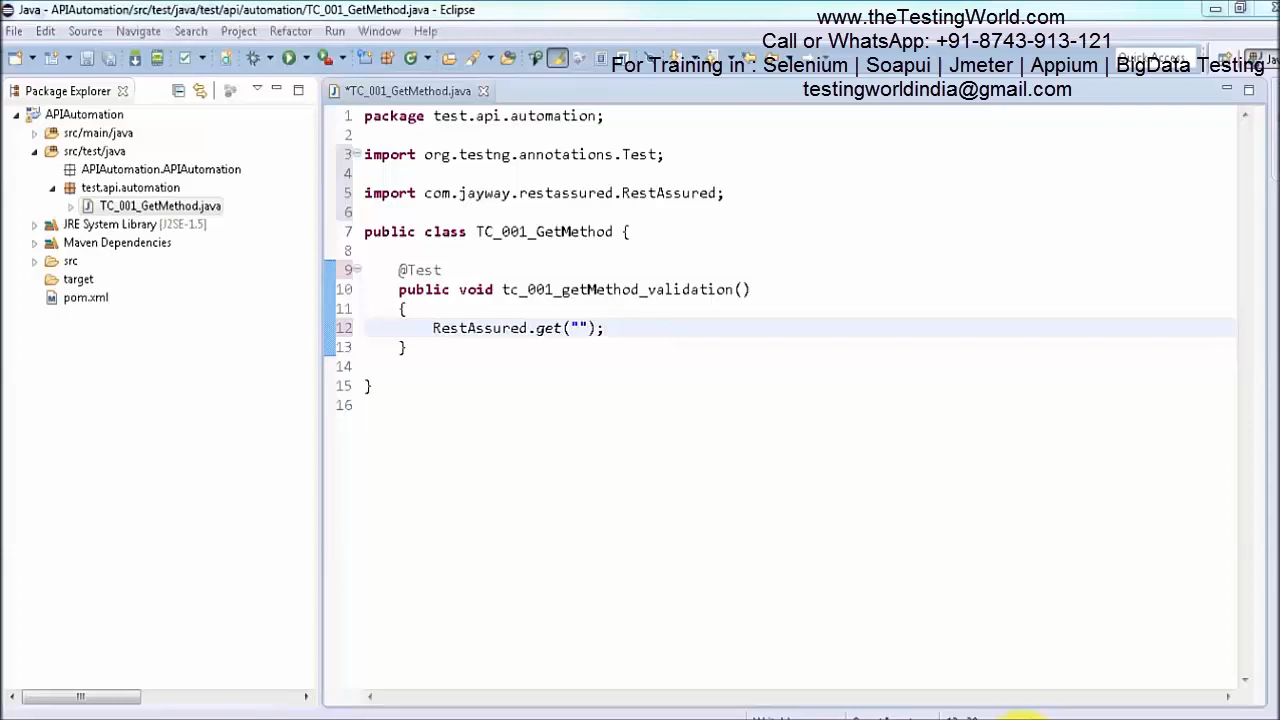 Java - APIAutomation/src/test/java/test/api/automation/TC_001_GetMethod.java - Eclipse
www.theTestingWorld.com
File Edit Source Navigate Search Project Refactor Run Window Help
Call or WhatsApp: +91-8743-913-121
Quick Access
For Training In : Selenium | Soapui | Jmeter | Appium | BigData Testing
testingworldindia@gmail.com
Package Explorer
*TC_001_GetMethod.java
APIAutomation
src/main/java
src/test/java
APIAutomation.APIAutomation
test.api.automation
TC_001_GetMethod.java
JRE System Library [J2SE-1.5]
Maven Dependencies
src
target
pom.xml
1 package test.api.automation;
2
3 import org.testng.annotations.Test;
4
5 import com.jayway.restassured.RestAssured;
6
7 public class TC_001_GetMethod {
8
9 @Test
10 public void tc_001_getMethod_validation()
11 {
12 RestAssured.get("");
13 }
14
15 }
16